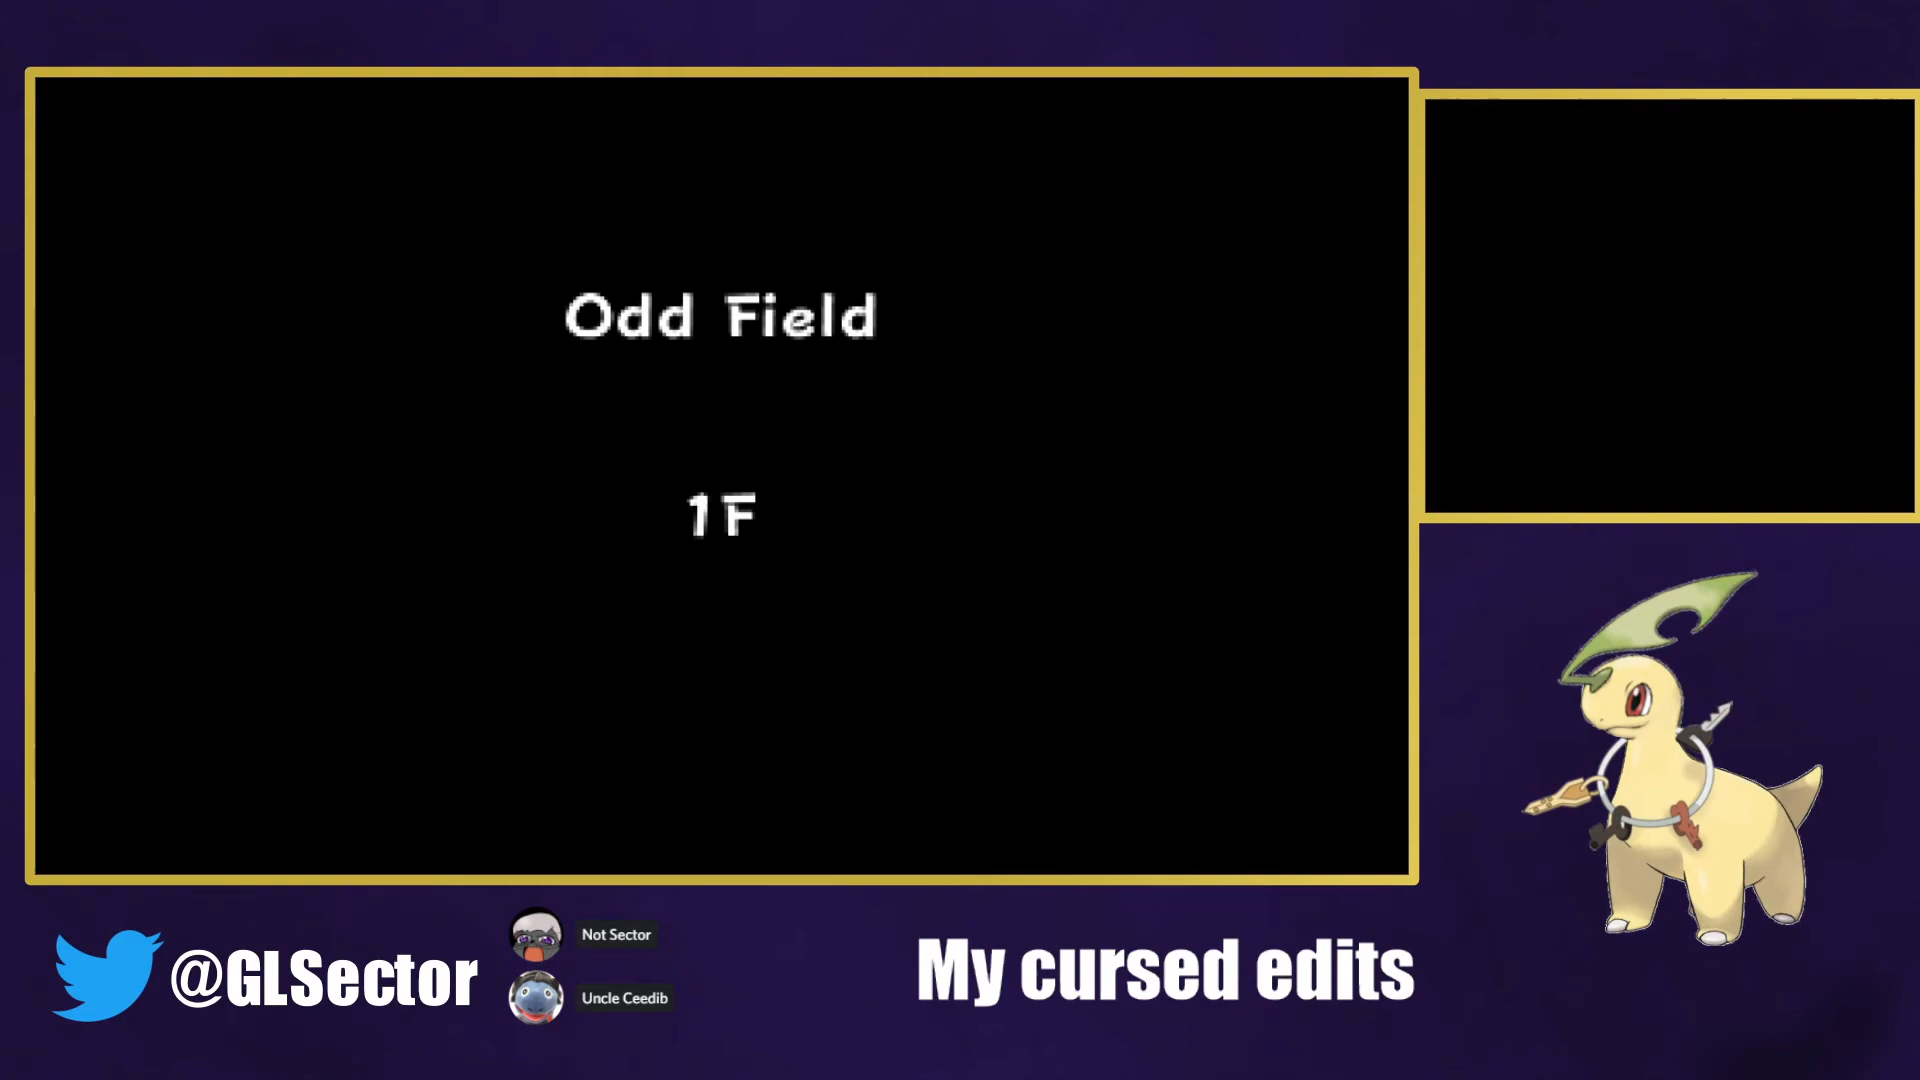 Odd Field
1F
@GLSector
Not Sector
Uncle Ceedib
My cursed edits